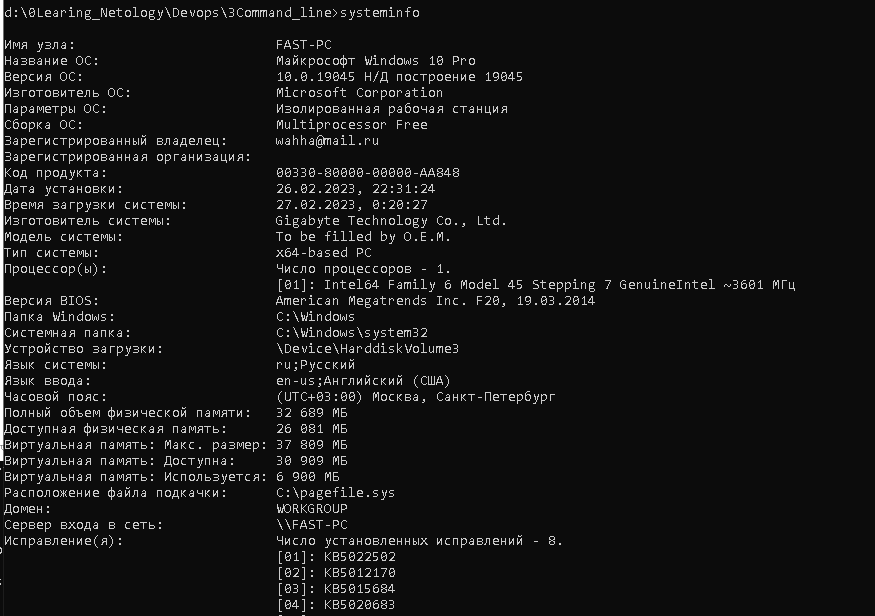 d:\0Learing_Netology\Devops\3Command_line>systeminfo
Имя узла: FAST-PC
Название ОС: Майкрософт Windows 10 Pro
Версия ОС: 10.0.19045 Н/Д построение 19045
Изготовитель ОС: Microsoft Corporation
Параметры ОС: Изолированная рабочая станция
Сборка ОС: Multiprocessor Free
Зарегистрированный владелец: wahha@mail.ru
Зарегистрированная организация:
Код продукта: 00330-80000-00000-AA848
Дата установки: 26.02.2023, 22:31:24
Время загрузки системы: 27.02.2023, 0:20:27
Изготовитель системы: Gigabyte Technology Co., Ltd.
Модель системы: To be filled by O.E.M.
Тип системы: x64-based PC
Процессор(ы): Число процессоров - 1.
[01]: Intel64 Family 6 Model 45 Stepping 7 GenuineIntel ~3601 МГц
Версия BIOS: American Megatrends Inc. F20, 19.03.2014
Папка Windows: C:\Windows
Системная папка: C:\Windows\system32
Устройство загрузки: \Device\HarddiskVolume3
Язык системы: ru;Русский
Язык ввода: en-us;Английский (США)
Часовой пояс: (UTC+03:00) Москва, Санкт-Петербург
Полный объем физической памяти: 32 689 МБ
Доступная физическая память: 26 081 МБ
Виртуальная память: Макс. размер: 37 809 МБ
Виртуальная память: Доступна: 30 909 МБ
Виртуальная память: Используется: 6 900 МБ
Расположение файла подкачки: C:\pagefile.sys
Домен: WORKGROUP
Сервер входа в сеть: \\FAST-PC
Исправление(я): Число установленных исправлений - 8.
[01]: KB5022502
[02]: KB5012170
[03]: KB5015684
[04]: KB5020683